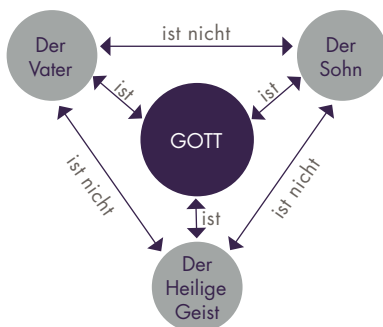 Der
Vater
ist nicht
Der
Sohn
ist
ist
GOTT
ist nicht
ist
ist nicht
Der
Heilige
Geist